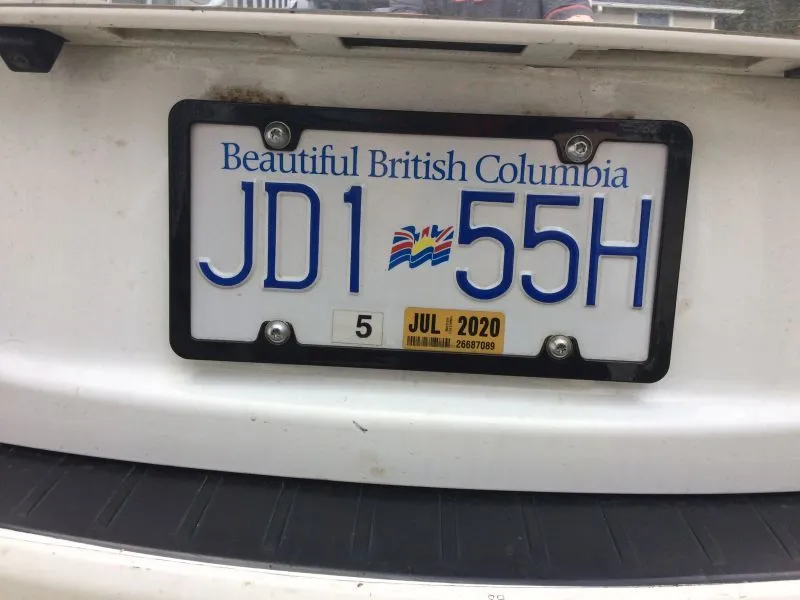 Beautiful British Columbia
JD1 55H
5 JUL 2020
26687089